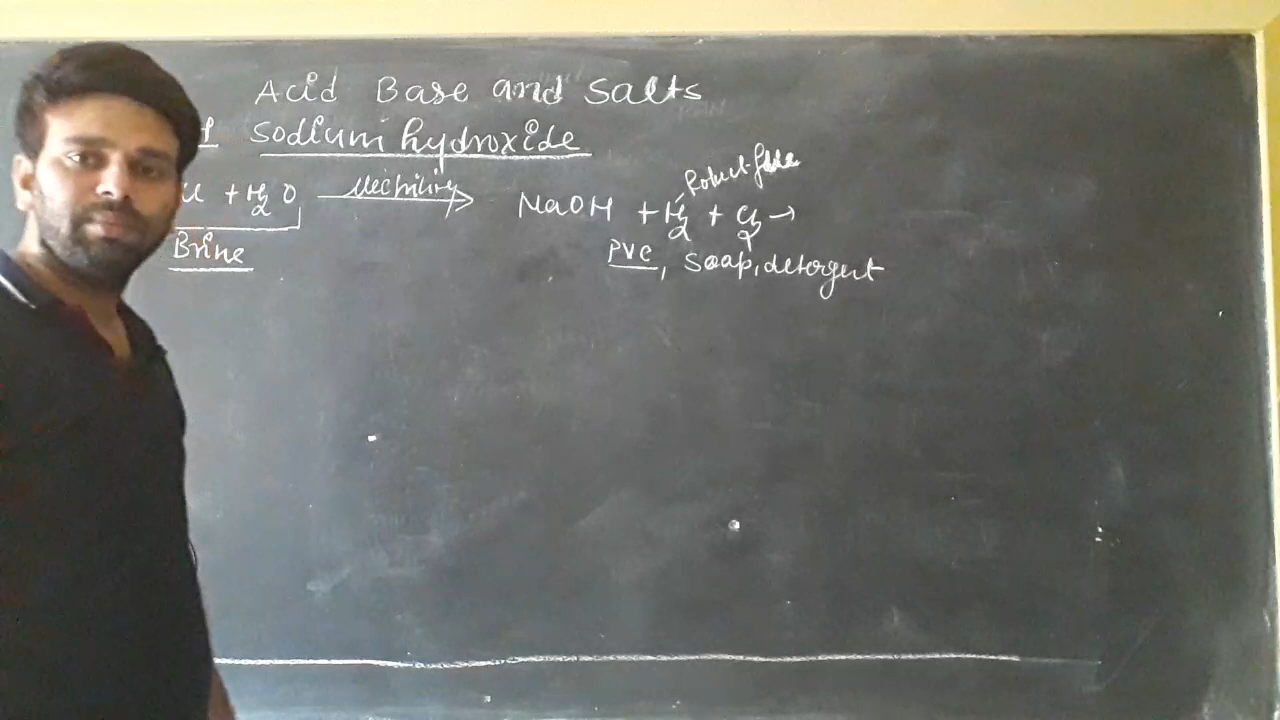 Acid Base and Salts
Sodium hydroxide
+ H2O → NaOH + H2 + Cl2 →
Brine
PVC, Soap, detergent